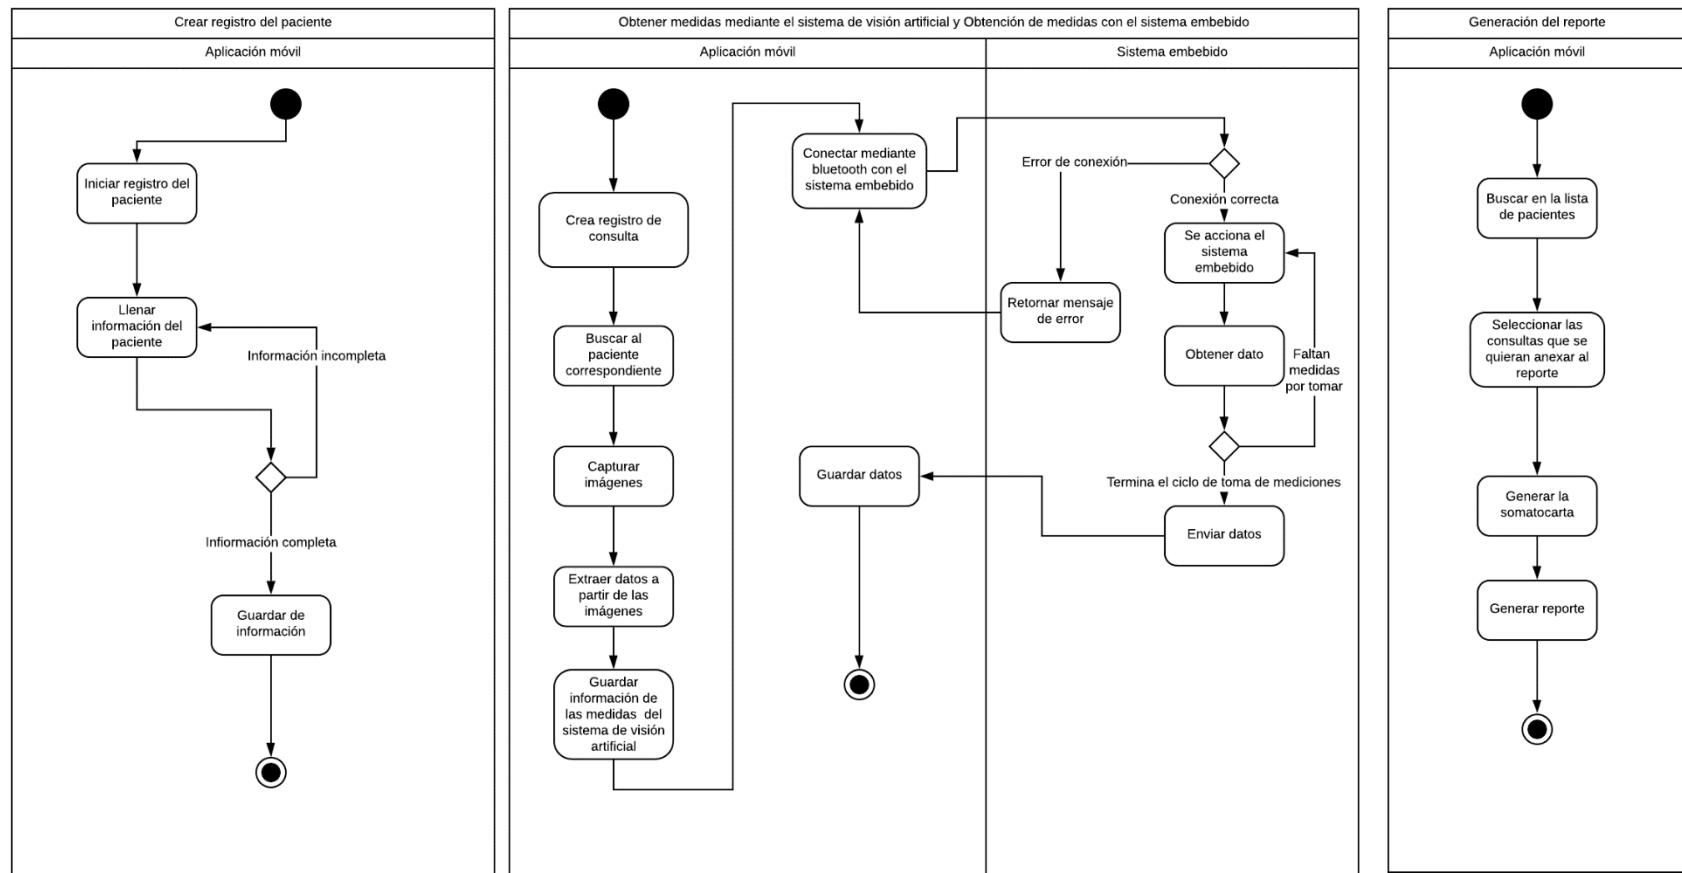 Crear registro del paciente
Aplicación móvil
Iniciar registro del
paciente
Llenar
información del
paciente
Información incompleta
Infiormación completa
Guardar de
información
Obtener medidas mediante el sistema de visión artificial y Obtención de medidas con el sistema embebido
Aplicación móvil
Sistema embebido
Crea registro de
consulta
Buscar al
paciente
correspondiente
Capturar
imágenes
Extraer datos a
partir de las
imágenes
Guardar
información de
las medidas del
sistema de visión
artificial
Conectar mediante
bluetooth con el
sistema embebido
Error de conexión
Conexión correcta
Se acciona el
sistema
embebido
Retornar mensaje
de error
Obtener dato
Faltan
medidas
por tomar
Termina el ciclo de toma de mediciones
Enviar datos
Guardar datos
Generación del reporte
Aplicación móvil
Buscar en la lista
de pacientes
Seleccionar las
consultas que se
quieran anexar al
reporte
Generar la
somatocarta
Generar reporte